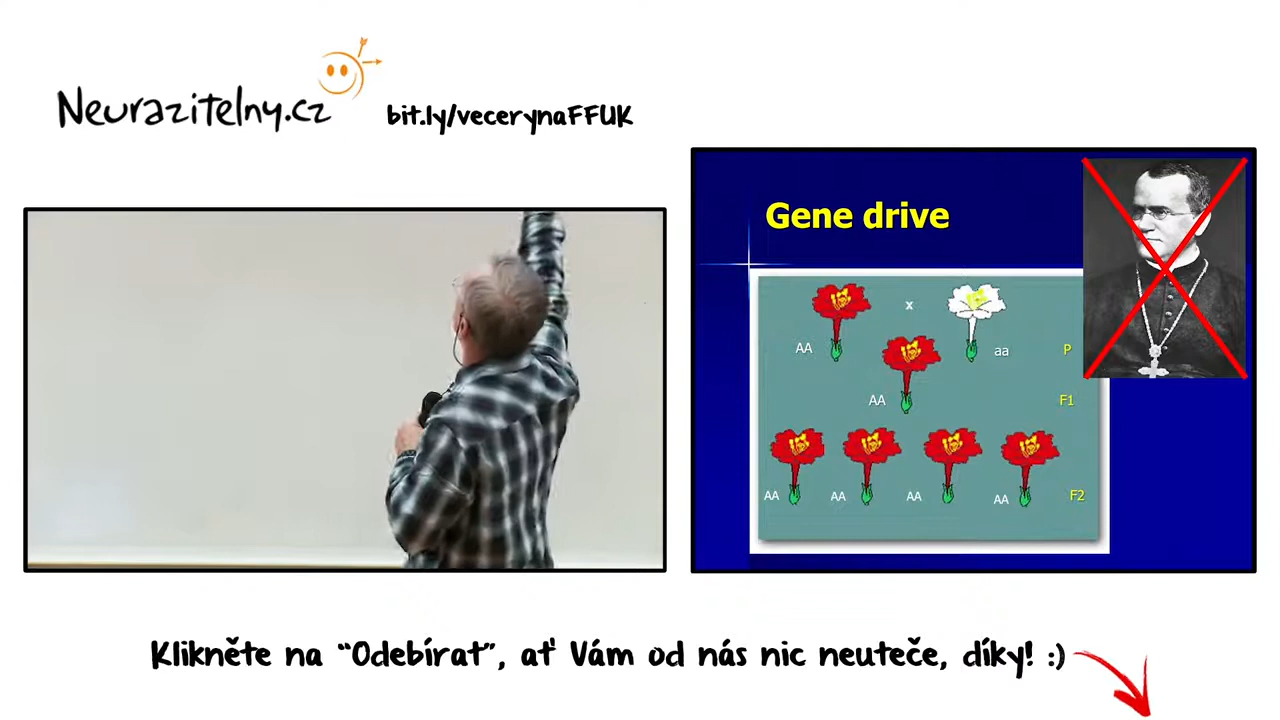 Neurazitelny.cz
bit.ly/vecerynaFFUK
Gene drive
x
AA
aa
P
AA
F1
AA
AA
AA
AA
F2
Klikněte na "Odebírat", ať Vám od nás nic neuteče, díky! :)